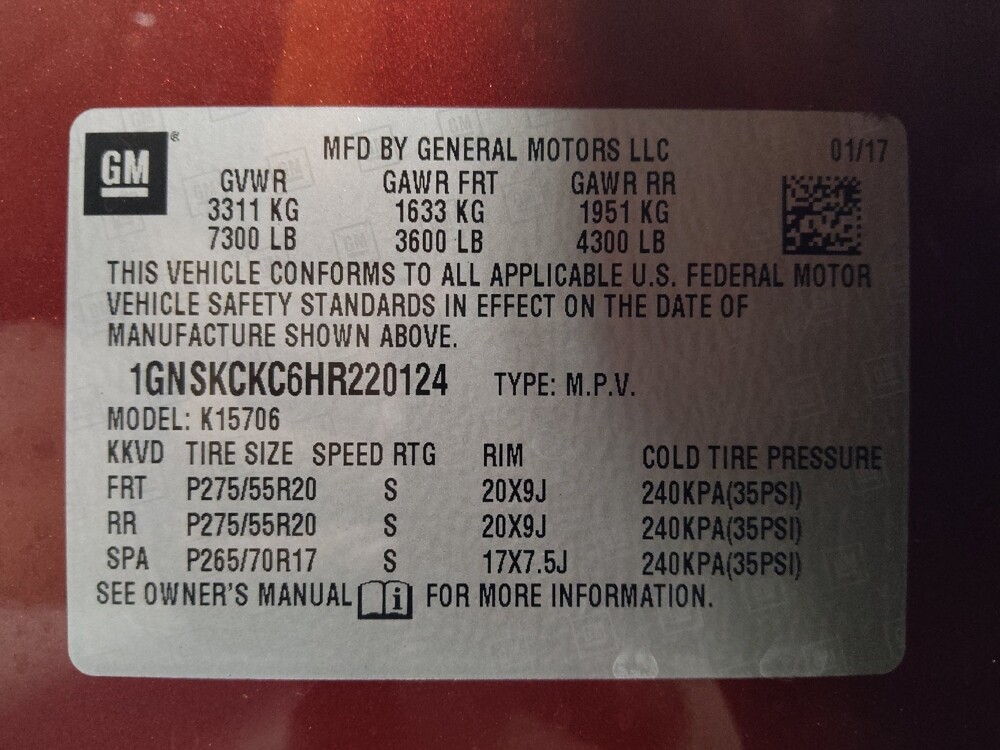 GM ® MFD BY GENERAL MOTORS LLC 01/17
GVWR GAWR FRT GAWR RR
3311 KG 1633 KG 1951 KG
7300 LB 3600 LB 4300 LB
THIS VEHICLE CONFORMS TO ALL APPLICABLE U.S. FEDERAL MOTOR
VEHICLE SAFETY STANDARDS IN EFFECT ON THE DATE OF
MANUFACTURE SHOWN ABOVE.
1GNSKCKC6HR220124 TYPE: M.P.V.
MODEL: K15706
KKVD TIRE SIZE SPEED RTG RIM COLD TIRE PRESSURE
FRT P275/55R20 S 20X9J 240KPA(35PSI)
RR P275/55R20 S 20X9J 240KPA(35PSI)
SPA P265/70R17 S 17X7.5J 240KPA(35PSI)
SEE OWNER'S MANUAL i FOR MORE INFORMATION.